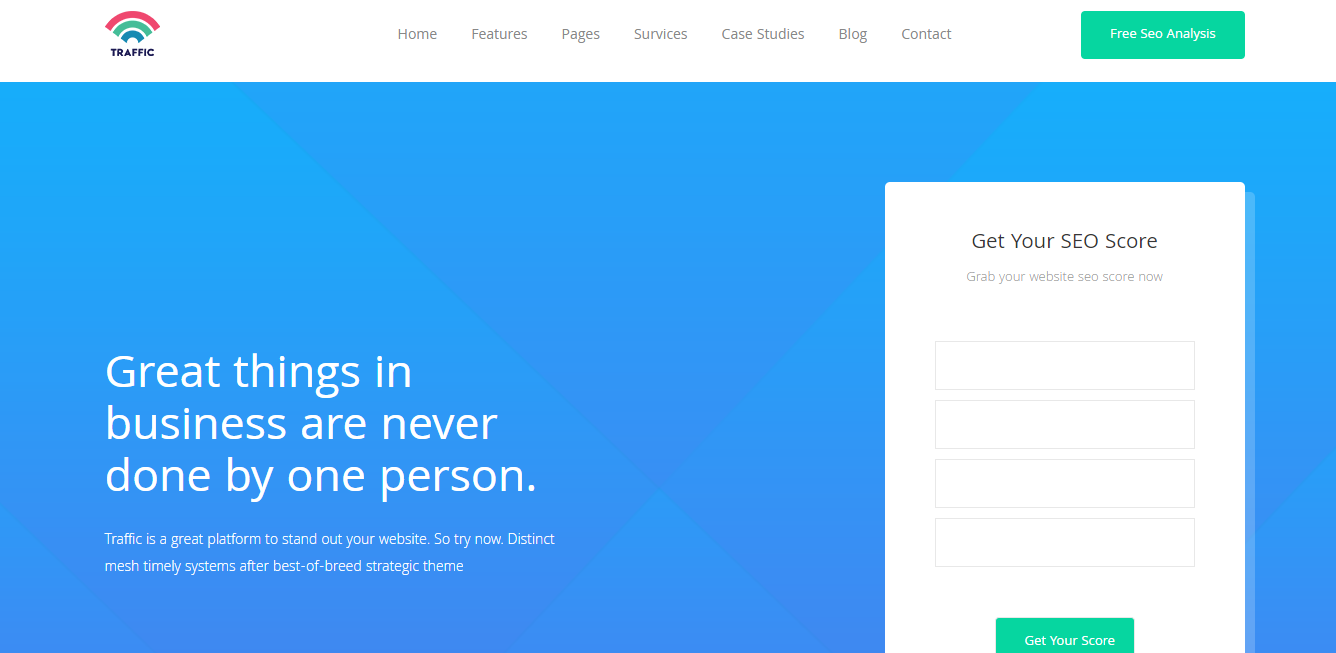 TRAFFIC
Home Features Pages Survices Case Studies Blog Contact
Free Seo Analysis
Great things in
business are never
done by one person.
Traffic is a great platform to stand out your website. So try now. Distinct
mesh timely systems after best-of-breed strategic theme
Get Your SEO Score
Grab your website seo score now
Get Your Score